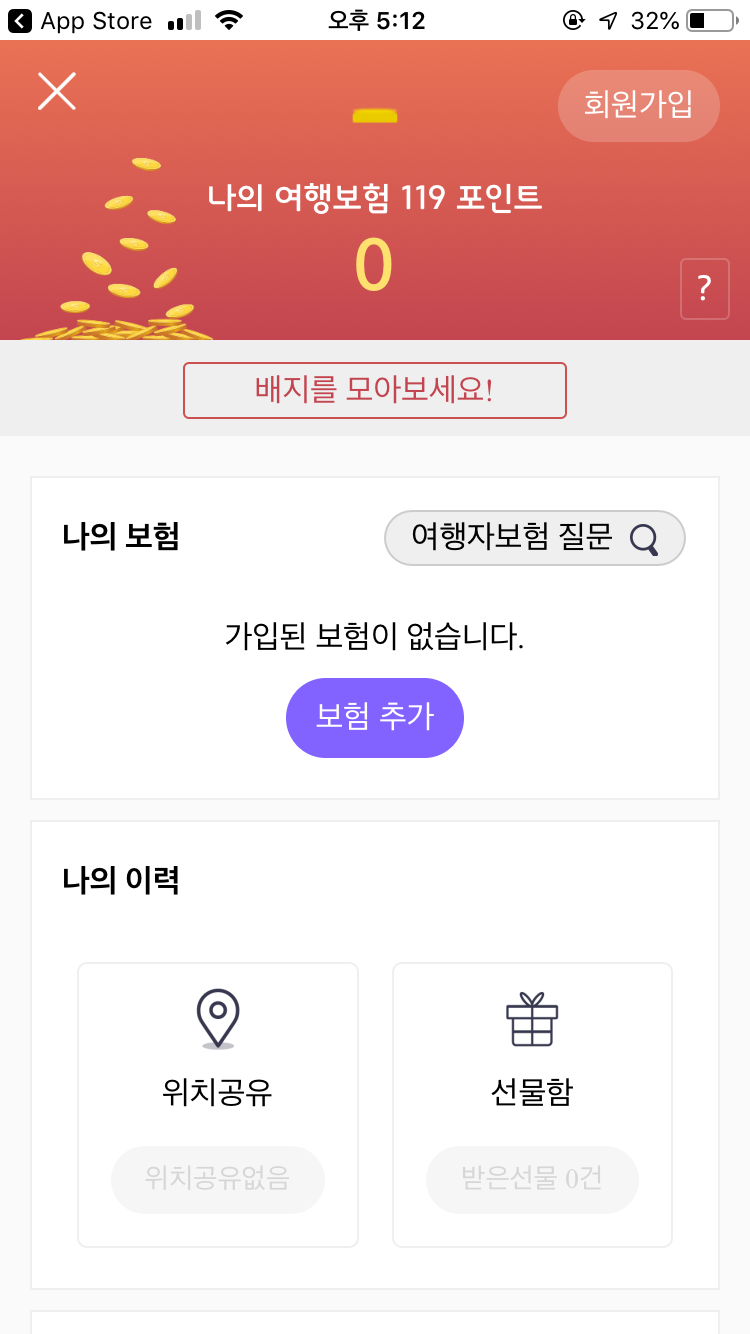 App Store
오후 5:12
32%
회원가입
나의 여행보험 119 포인트
0
?
배지를 모아보세요!
나의 보험
여행자보험 질문
가입된 보험이 없습니다.
보험 추가
나의 이력
위치공유
선물함
위치공유없음
받은선물 0건